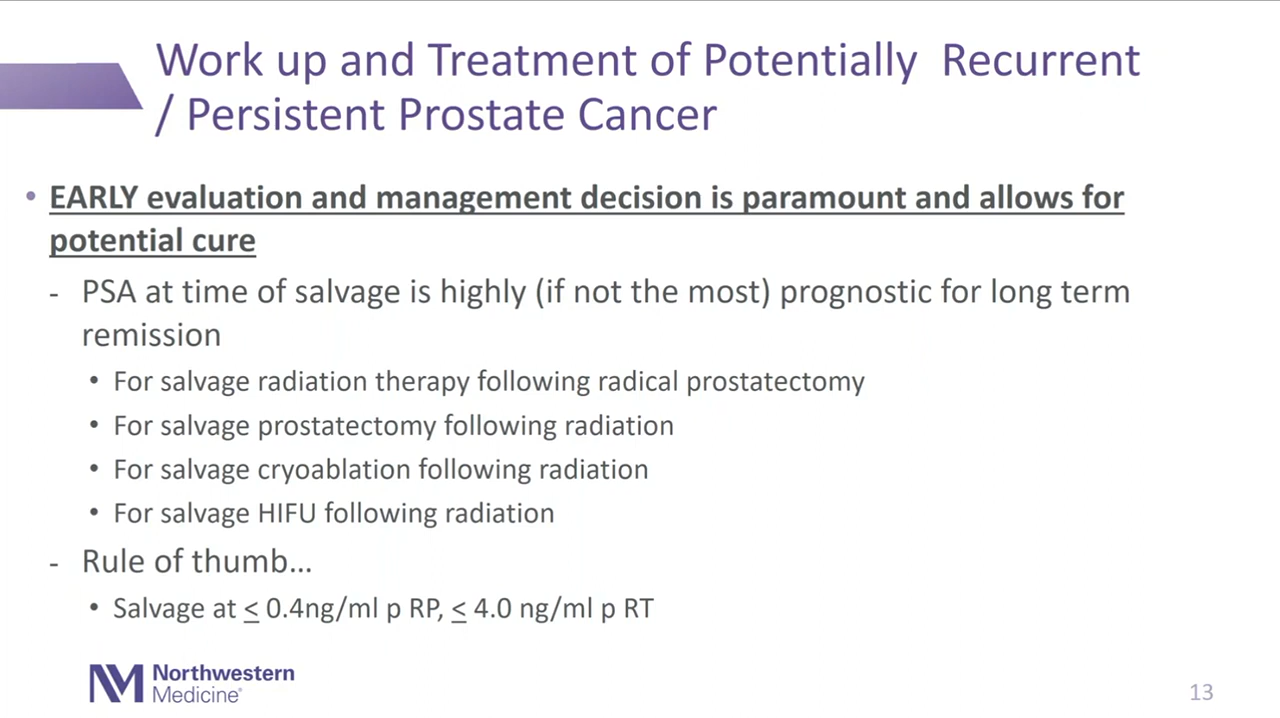 Work up and Treatment of Potentially  Recurrent
/ Persistent Prostate Cancer
• EARLY evaluation and management decision is paramount and allows for
potential cure
- PSA at time of salvage is highly (if not the most) prognostic for long term
remission
• For salvage radiation therapy following radical prostatectomy
• For salvage prostatectomy following radiation
• For salvage cryoablation following radiation
• For salvage HIFU following radiation
- Rule of thumb…
• Salvage at < 0.4ng/ml p RP, < 4.0 ng/ml p RT
NM Northwestern
Medicine®
13